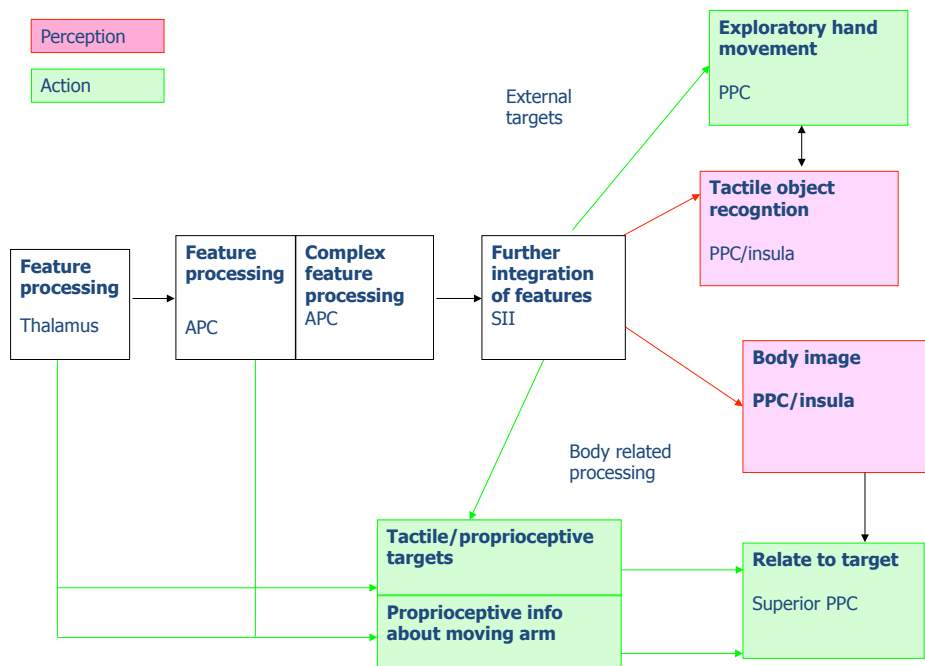 Perception
Action
External
targets
Exploratory hand
movement
PPC
Tactile object
recogntion
PPC/insula
Feature
processing
Thalamus
Feature
processing
APC
Complex
feature
processing
APC
Further
integration
of features
SII
Body image
PPC/insula
Body related
processing
Tactile/proprioceptive
targets
Proprioceptive info
about moving arm
Relate to target
Superior PPC